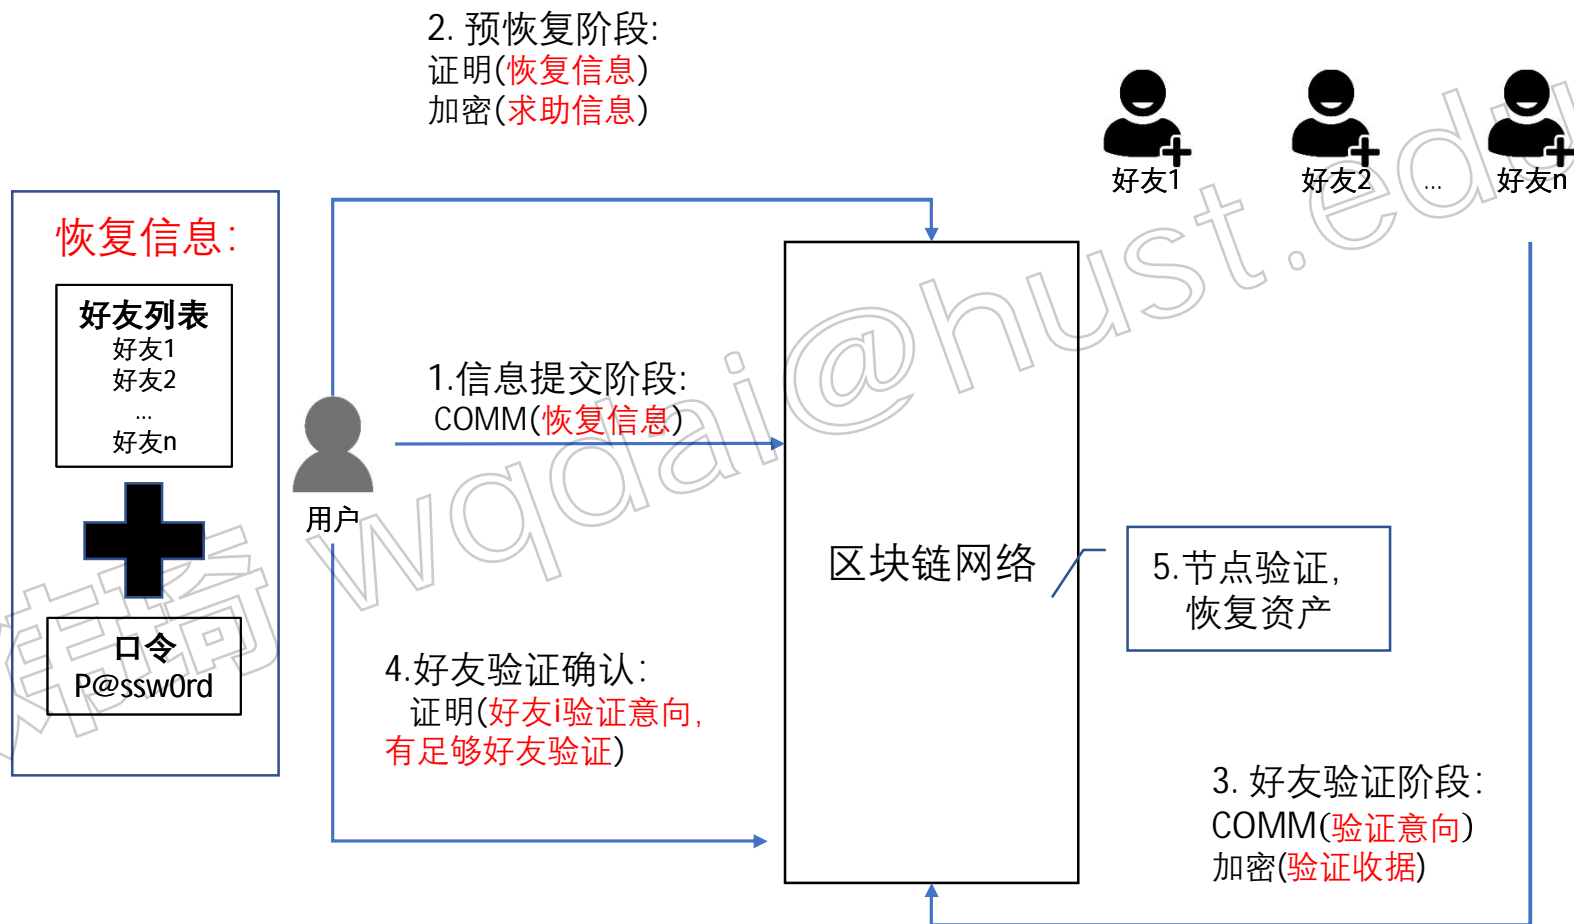 2. 预恢复阶段:
证明(恢复信息)
加密(求助信息)
好友1
好友2
...
好友n
恢复信息:
好友列表
好友1
好友2
...
好友n
口令
P@ssw0rd
用户
1.信息提交阶段:
COMM(恢复信息)
区块链网络
5.节点验证,
恢复资产
4.好友验证确认:
证明(好友i验证意向,
有足够好友验证)
3. 好友验证阶段:
COMM(验证意向)
加密(验证收据)
炜琦 wqdai@hust.edu